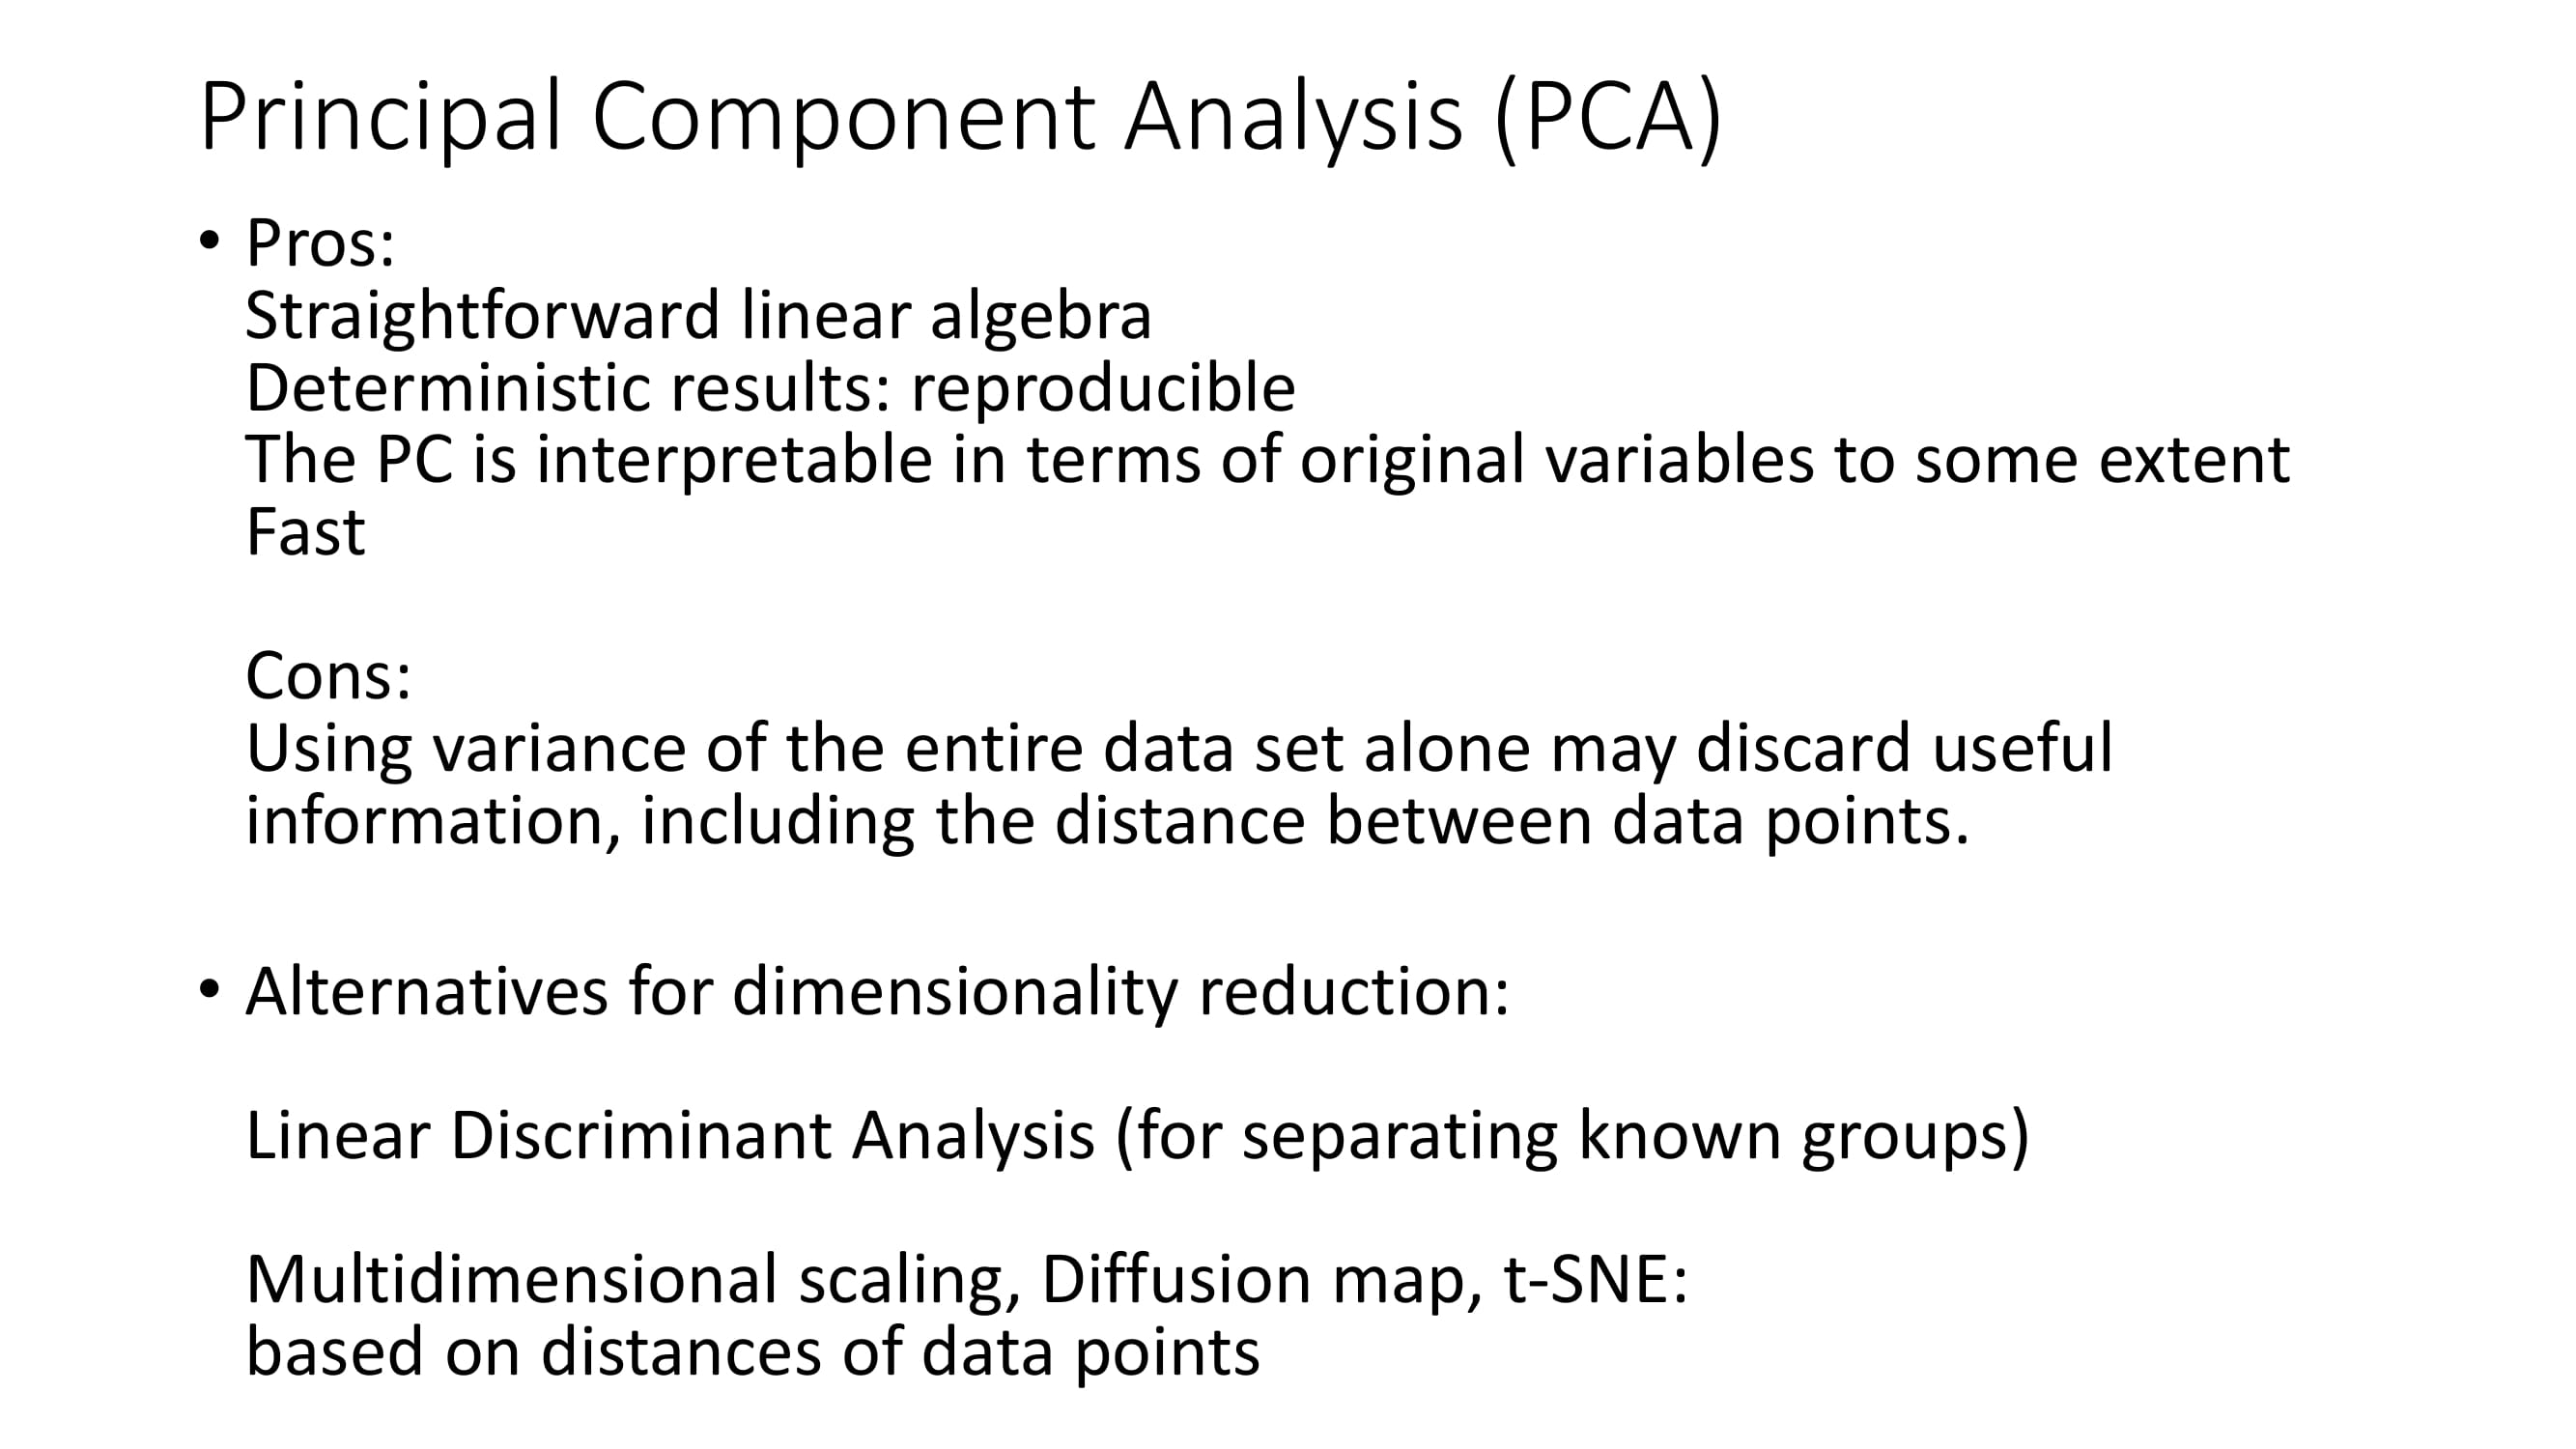 Principal Component Analysis (PCA)
• Pros:
Straightforward linear algebra
Deterministic results: reproducible
The PC is interpretable in terms of original variables to some extent
Fast
Cons:
Using variance of the entire data set alone may discard useful
information, including the distance between data points.
• Alternatives for dimensionality reduction:
Linear Discriminant Analysis (for separating known groups)
Multidimensional scaling, Diffusion map, t-SNE:
based on distances of data points